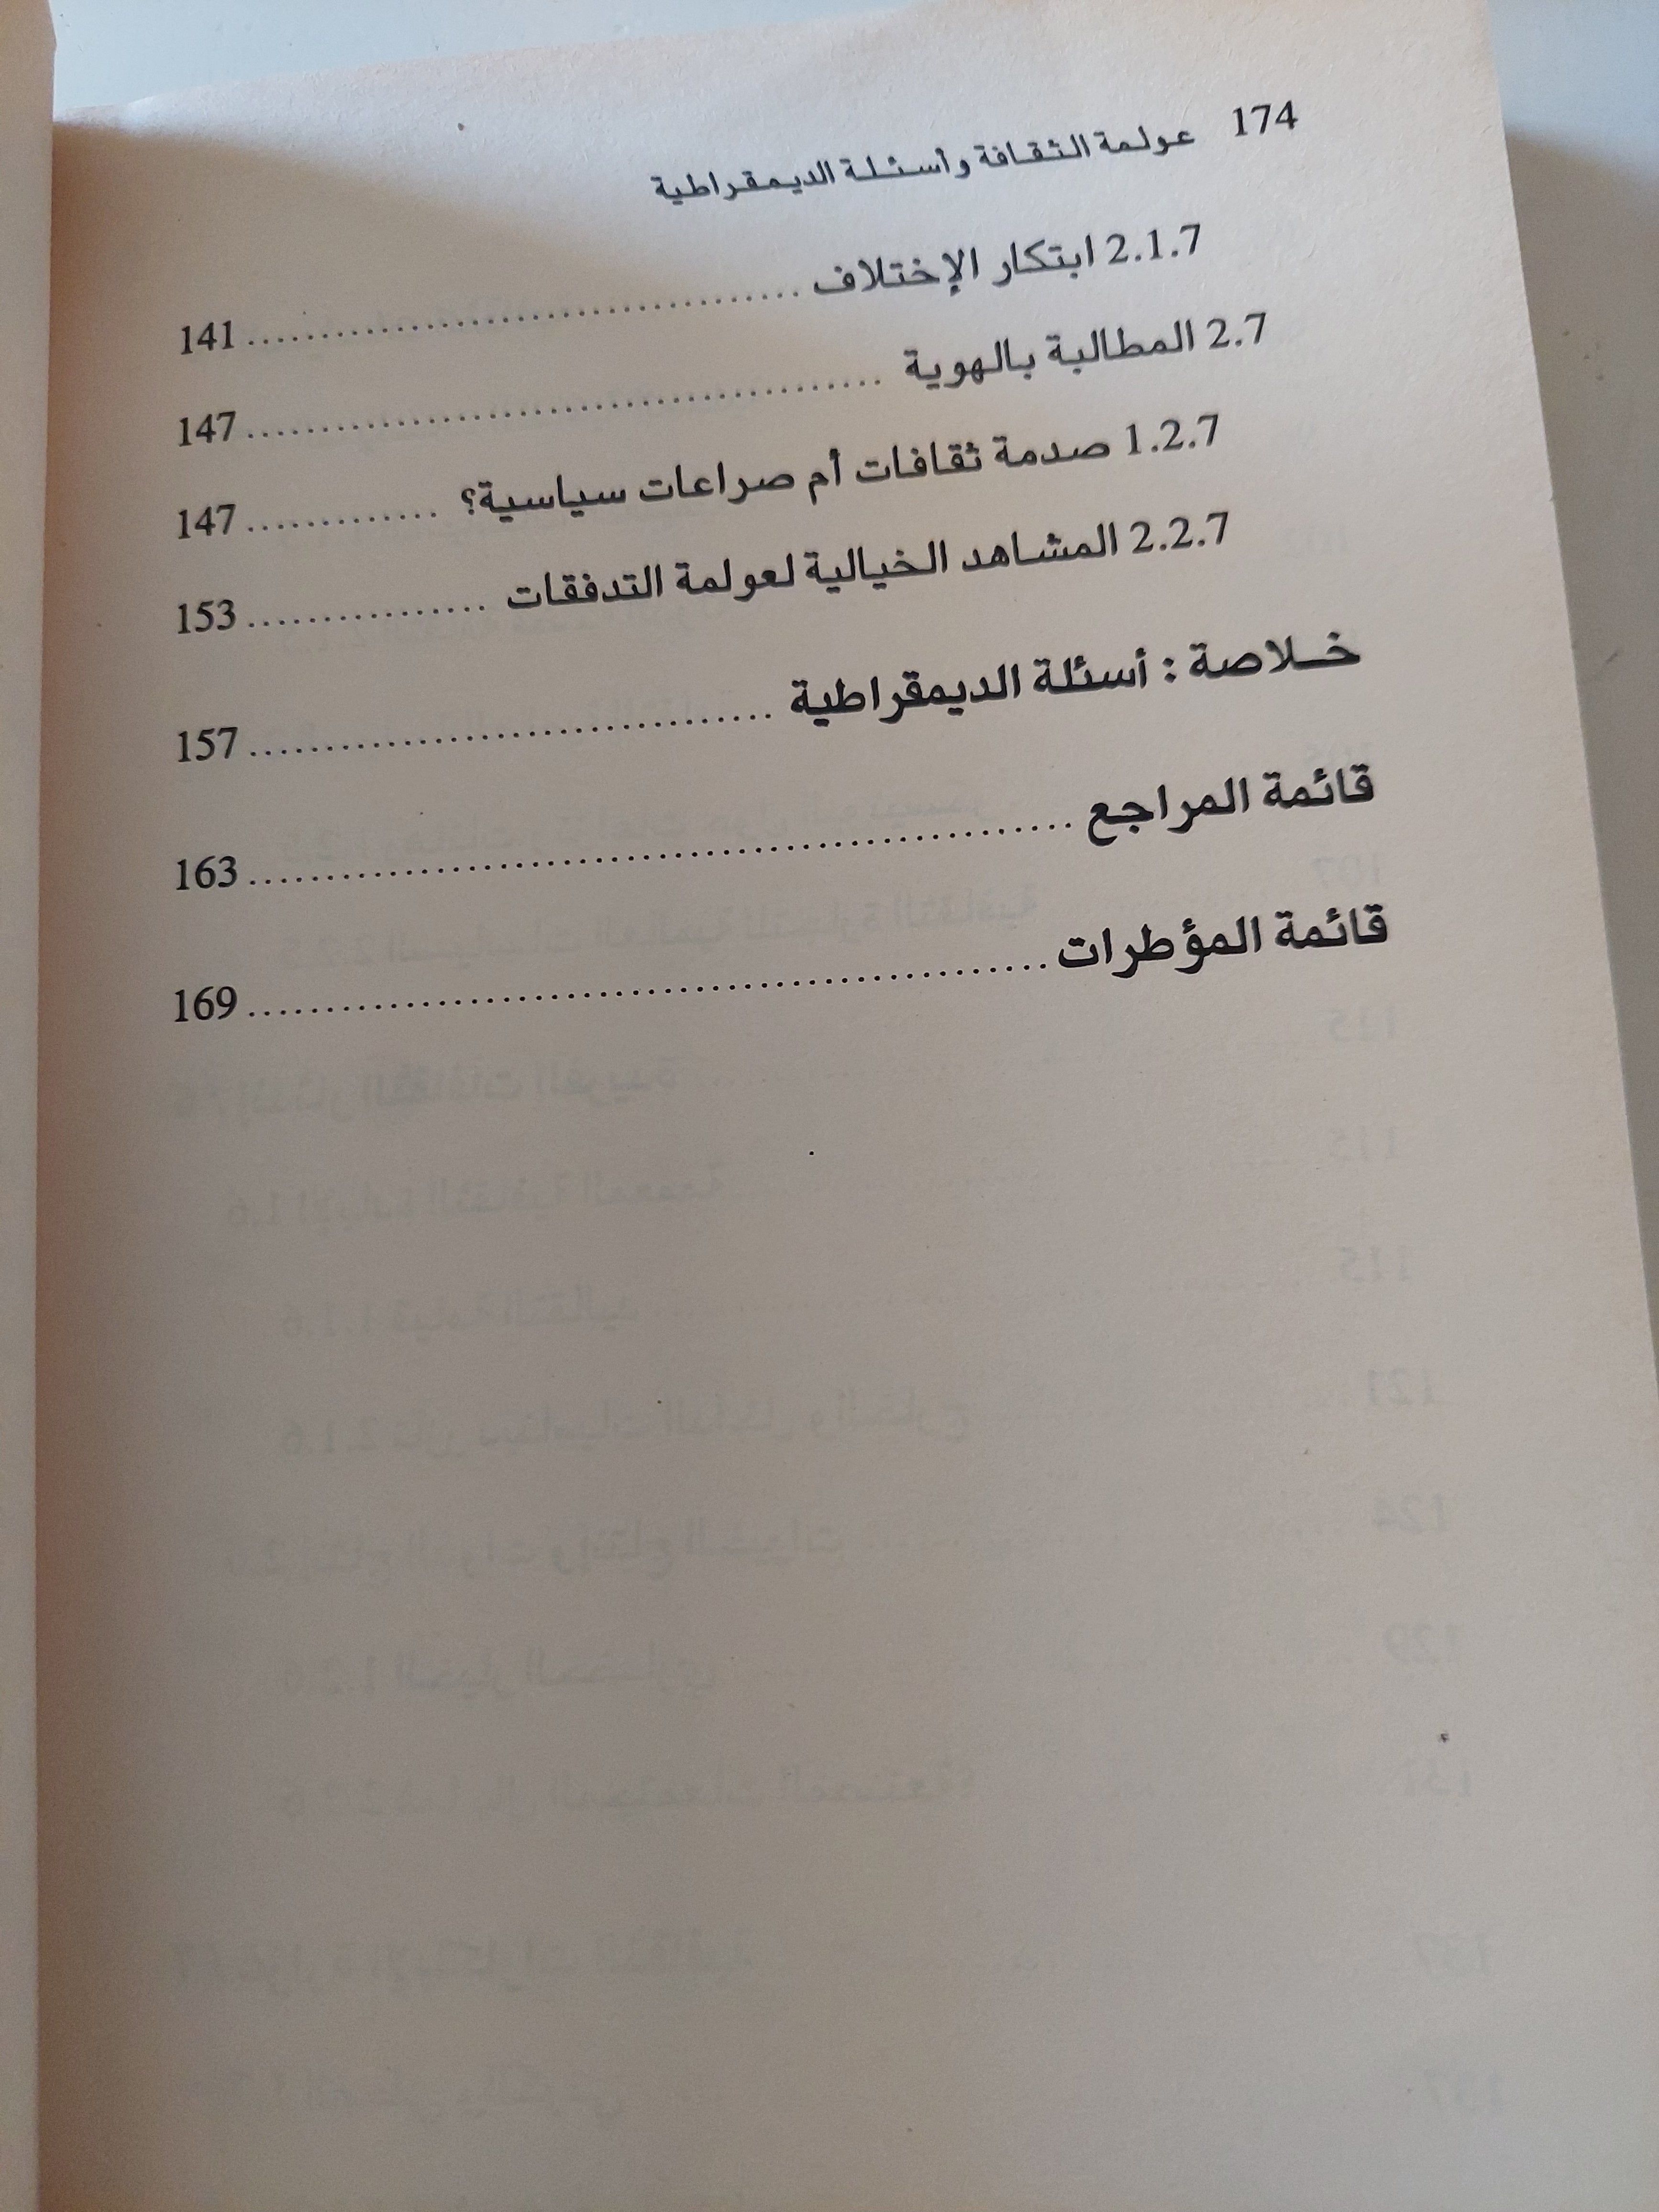 174 عولمة الثقافة وأسئلة الديمقراطية
2.1.7 ابتكار الإختلاف ........................................ 141
2.7 المطالبة بالهوية ........................................ 147
1.2.7 صدمة ثقافات أم صراعات سياسية؟ ............. 147
2.2.7 المشاهد الخيالية لعولمة التدفقات ................ 153
خلاصة : أسئلة الديمقراطية ................................ 157
قائمة المراجع ................................................ 163
قائمة المؤطرات ................................................ 169